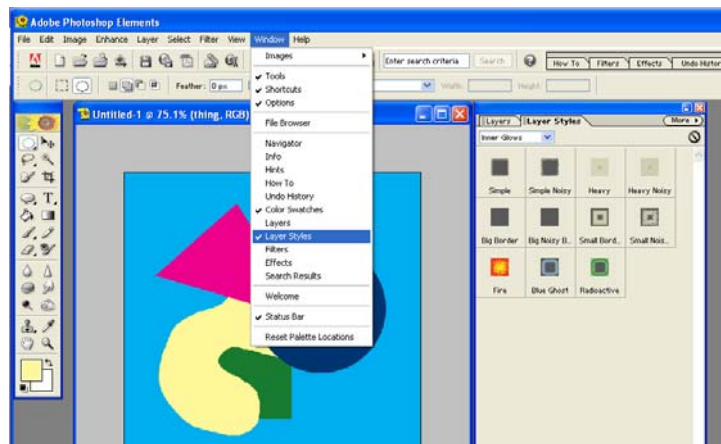 Adobe Photoshop Elements
File Edit Image Enhance Layer Select Filter View Window Help
Enter search criteria Search How To Filters Effects Undo History
Feather: 0 px Width: Height:
Untitled-1 @ 75.1% (thing, RGB)
Images
Tools
Shortcuts
Options
File Browser
Navigator
Info
Hints
How To
Undo History
Color Swatches
Layers
Layer Styles
Filters
Effects
Search Results
Welcome
Status Bar
Reset Palette Locations
Layers Layer Styles More
Inner Glows
Simple Simple Noisy Heavy Heavy Noisy
Big Border Big Noisy B... Small Bord... Small Nois...
Fire Blue Ghost Radioactive